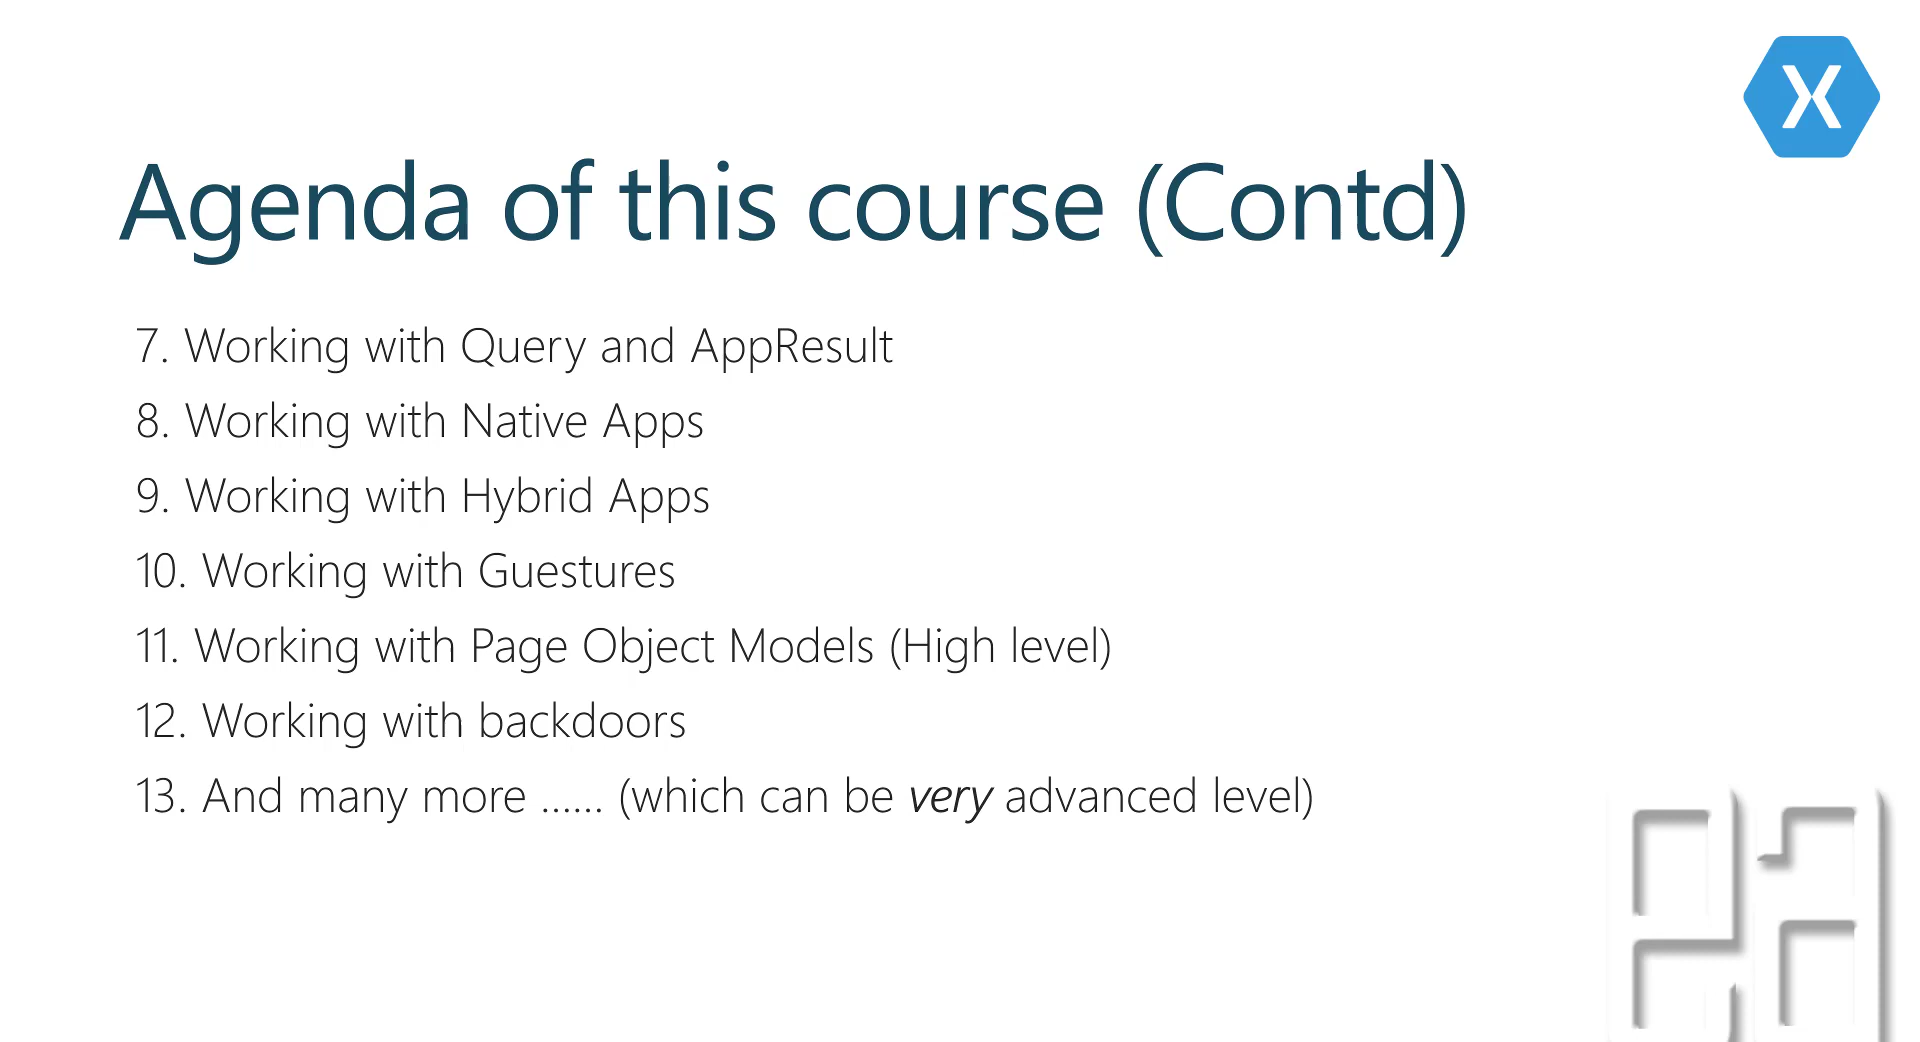 X
Agenda of this course (Contd)
7. Working with Query and AppResult
8. Working with Native Apps
9. Working with Hybrid Apps
10. Working with Guestures
11. Working with Page Object Models (High level)
12. Working with backdoors
13. And many more ...... (which can be very advanced level)